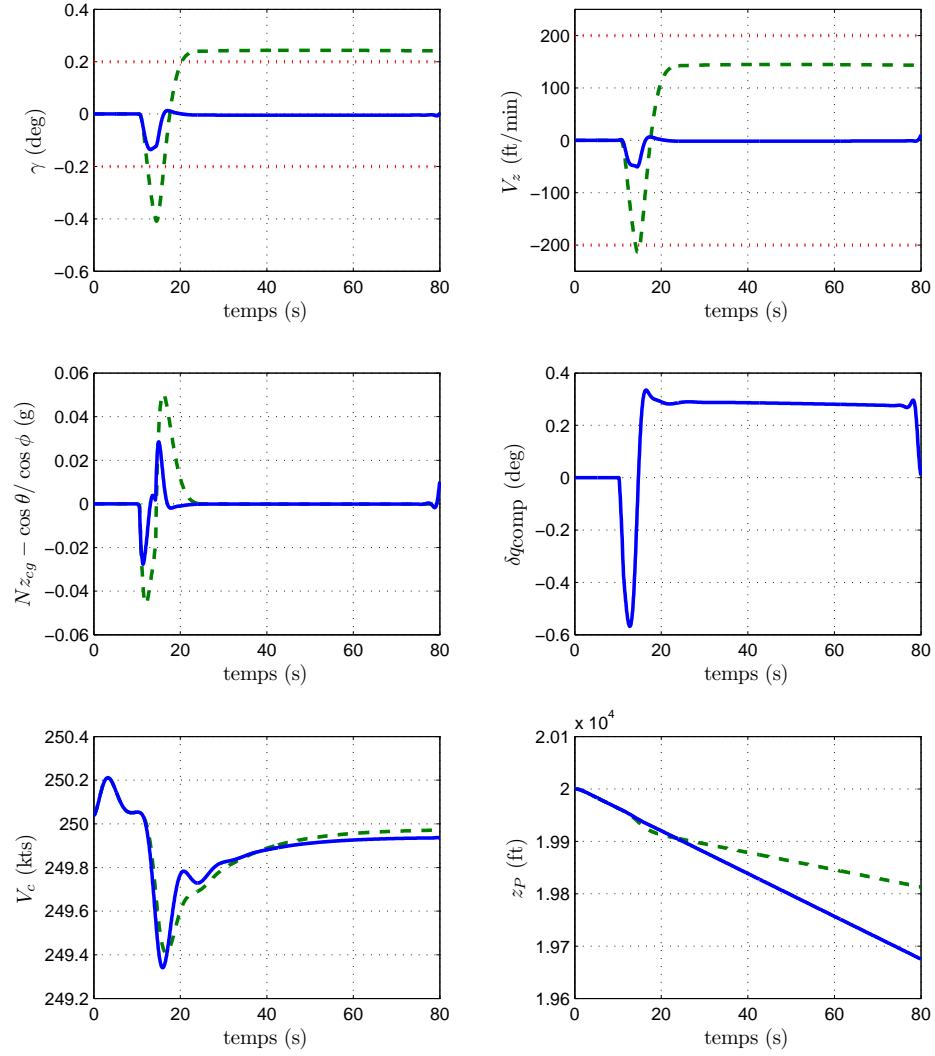 0.4
0.2
0
−0.2
−0.4
−0.6
γ (deg)
0 20 40 60 80
temps (s)
200
100
0
−100
−200
V_z (ft/min)
0 20 40 60 80
temps (s)
0.06
0.04
0.02
0
−0.02
−0.04
−0.06
Nz_{cg} − cos θ/ cos ϕ (g)
0 20 40 60 80
temps (s)
0.4
0.2
0
−0.2
−0.4
−0.6
δqcomp (deg)
0 20 40 60 80
temps (s)
250.4
250.2
250
249.8
249.6
249.4
249.2
V_c (kts)
0 20 40 60 80
temps (s)
x 10^4
2.01
2
1.99
1.98
1.97
1.96
z_P (ft)
0 20 40 60 80
temps (s)